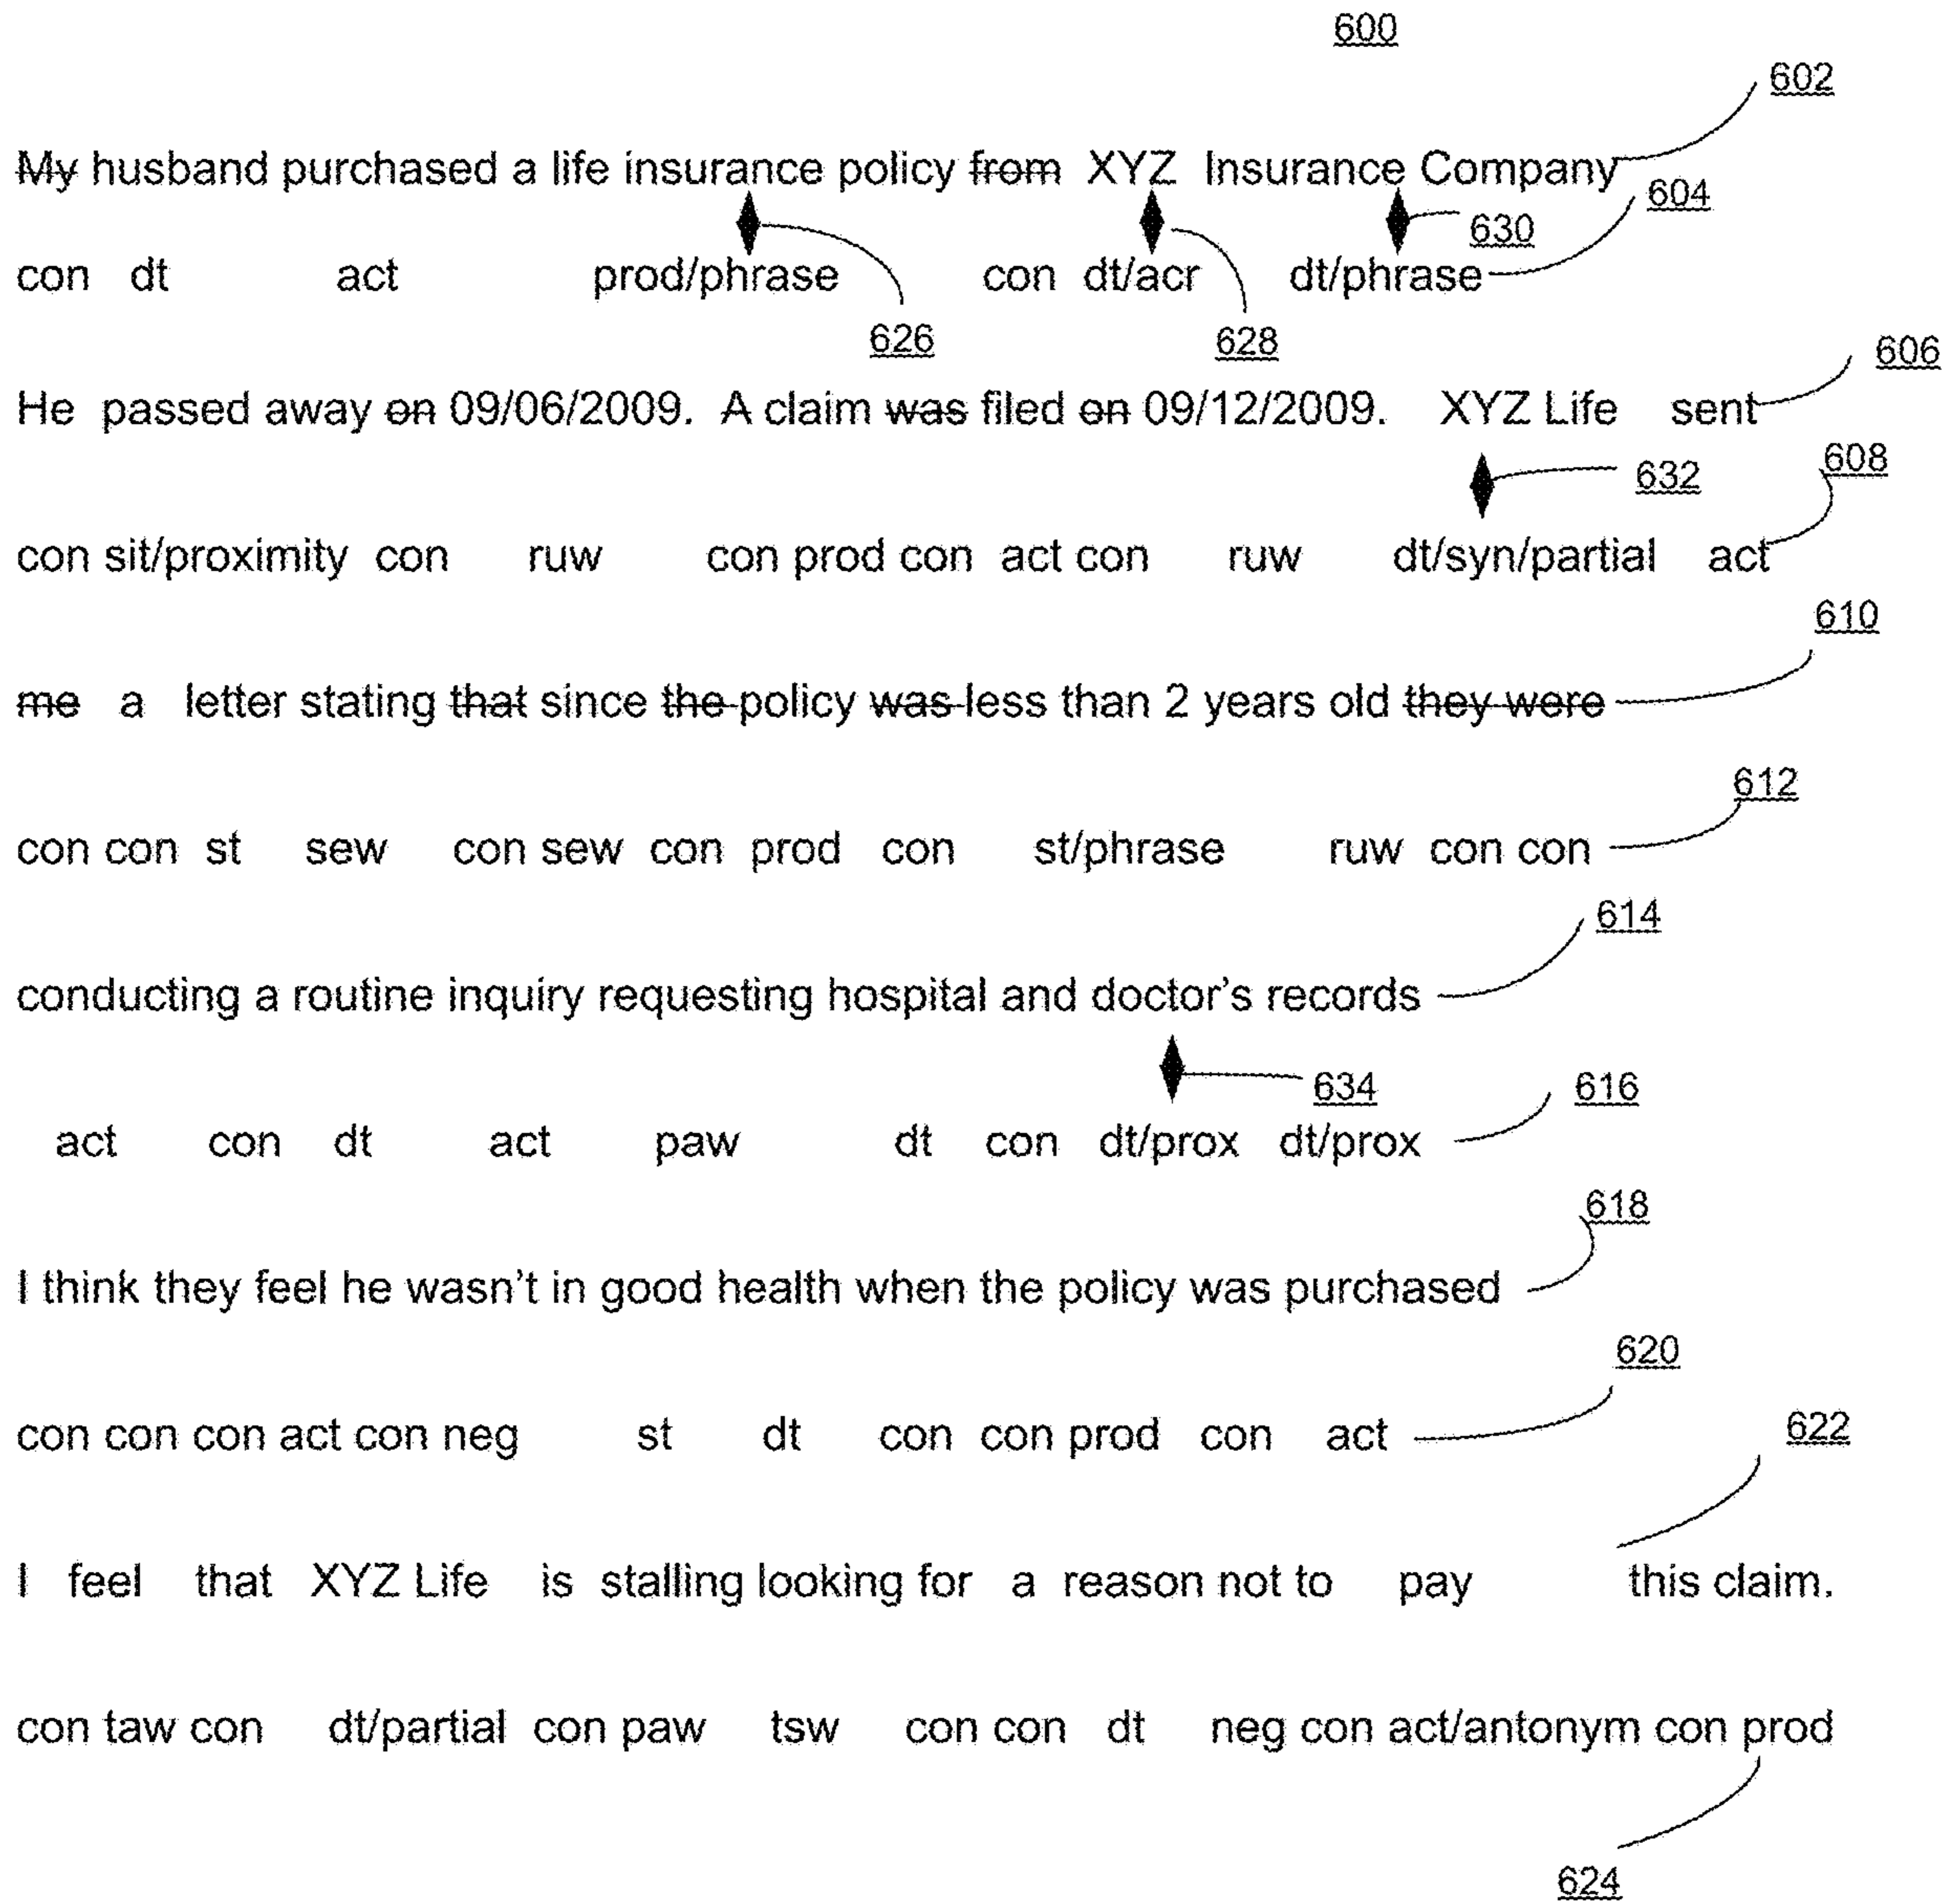 600
602
My husband purchased a life insurance policy from XYZ Insurance Company
604
630
con dt act prod/phrase con dt/acr dt/phrase
626 628
606
He passed away on 09/06/2009. A claim was filed on 09/12/2009. XYZ Life sent
608
632
con sit/proximity con ruw con prod con act con ruw dt/syn/partial act
610
me a letter stating that since the policy was less than 2 years old they were
612
con con st sew con sew con prod con st/phrase ruw con con
614
conducting a routine inquiry requesting hospital and doctor's records
634 616
act con dt act paw dt con dt/prox dt/prox
618
I think they feel he wasn't in good health when the policy was purchased
620
622
con con con act con neg st dt con con prod con act
I feel that XYZ Life is stalling looking for a reason not to pay this claim.
con taw con dt/partial con paw tsw con con dt neg con act/antonym con prod
624